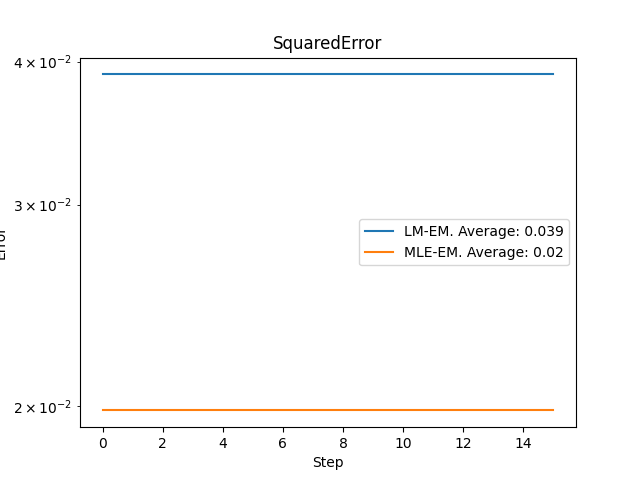 SquaredError
4 × 10⁻²
3 × 10⁻²
2 × 10⁻²
Error
LM-EM. Average: 0.039
MLE-EM. Average: 0.02
0 2 4 6 8 10 12 14
Step